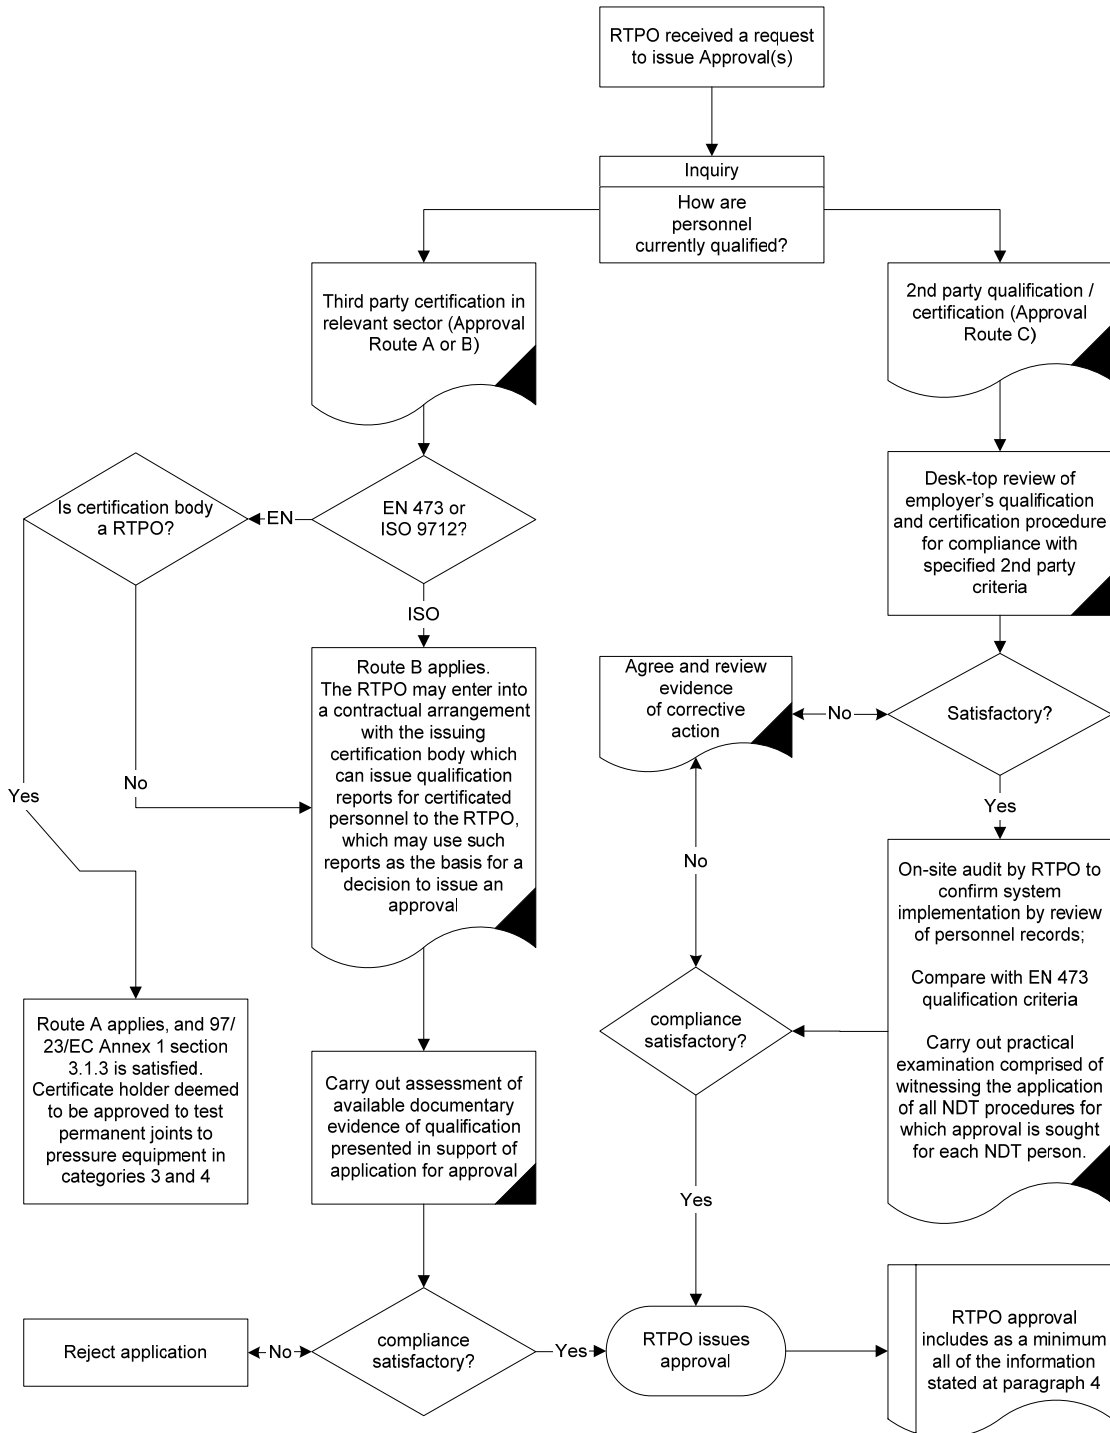 RTPO received a request
to issue Approval(s)
Inquiry
How are
personnel
currently qualified?
Third party certification in
relevant sector (Approval
Route A or B)
2nd party qualification /
certification (Approval
Route C)
Is certification body
a RTPO?
EN
EN 473 or
ISO 9712?
Desk-top review of
employer's qualification
and certification procedure
for compliance with
specified 2nd party
criteria
ISO
Route B applies.
The RTPO may enter into
a contractual arrangement
with the issuing
certification body which
can issue qualification
reports for certificated
personnel to the RTPO,
which may use such
reports as the basis for a
decision to issue an
approval
Agree and review
evidence
of corrective
action
No
Satisfactory?
Yes
No
Yes
No
On-site audit by RTPO to
confirm system
implementation by review
of personnel records;
Compare with EN 473
qualification criteria
Carry out practical
examination comprised of
witnessing the application
of all NDT procedures for
which approval is sought
for each NDT person.
compliance
satisfactory?
Route A applies, and 97/
23/EC Annex 1 section
3.1.3 is satisfied.
Certificate holder deemed
to be approved to test
permanent joints to
pressure equipment in
categories 3 and 4
Carry out assessment of
available documentary
evidence of qualification
presented in support of
application for approval
Yes
Reject application
No
compliance
satisfactory?
Yes
RTPO issues
approval
RTPO approval
includes as a minimum
all of the information
stated at paragraph 4